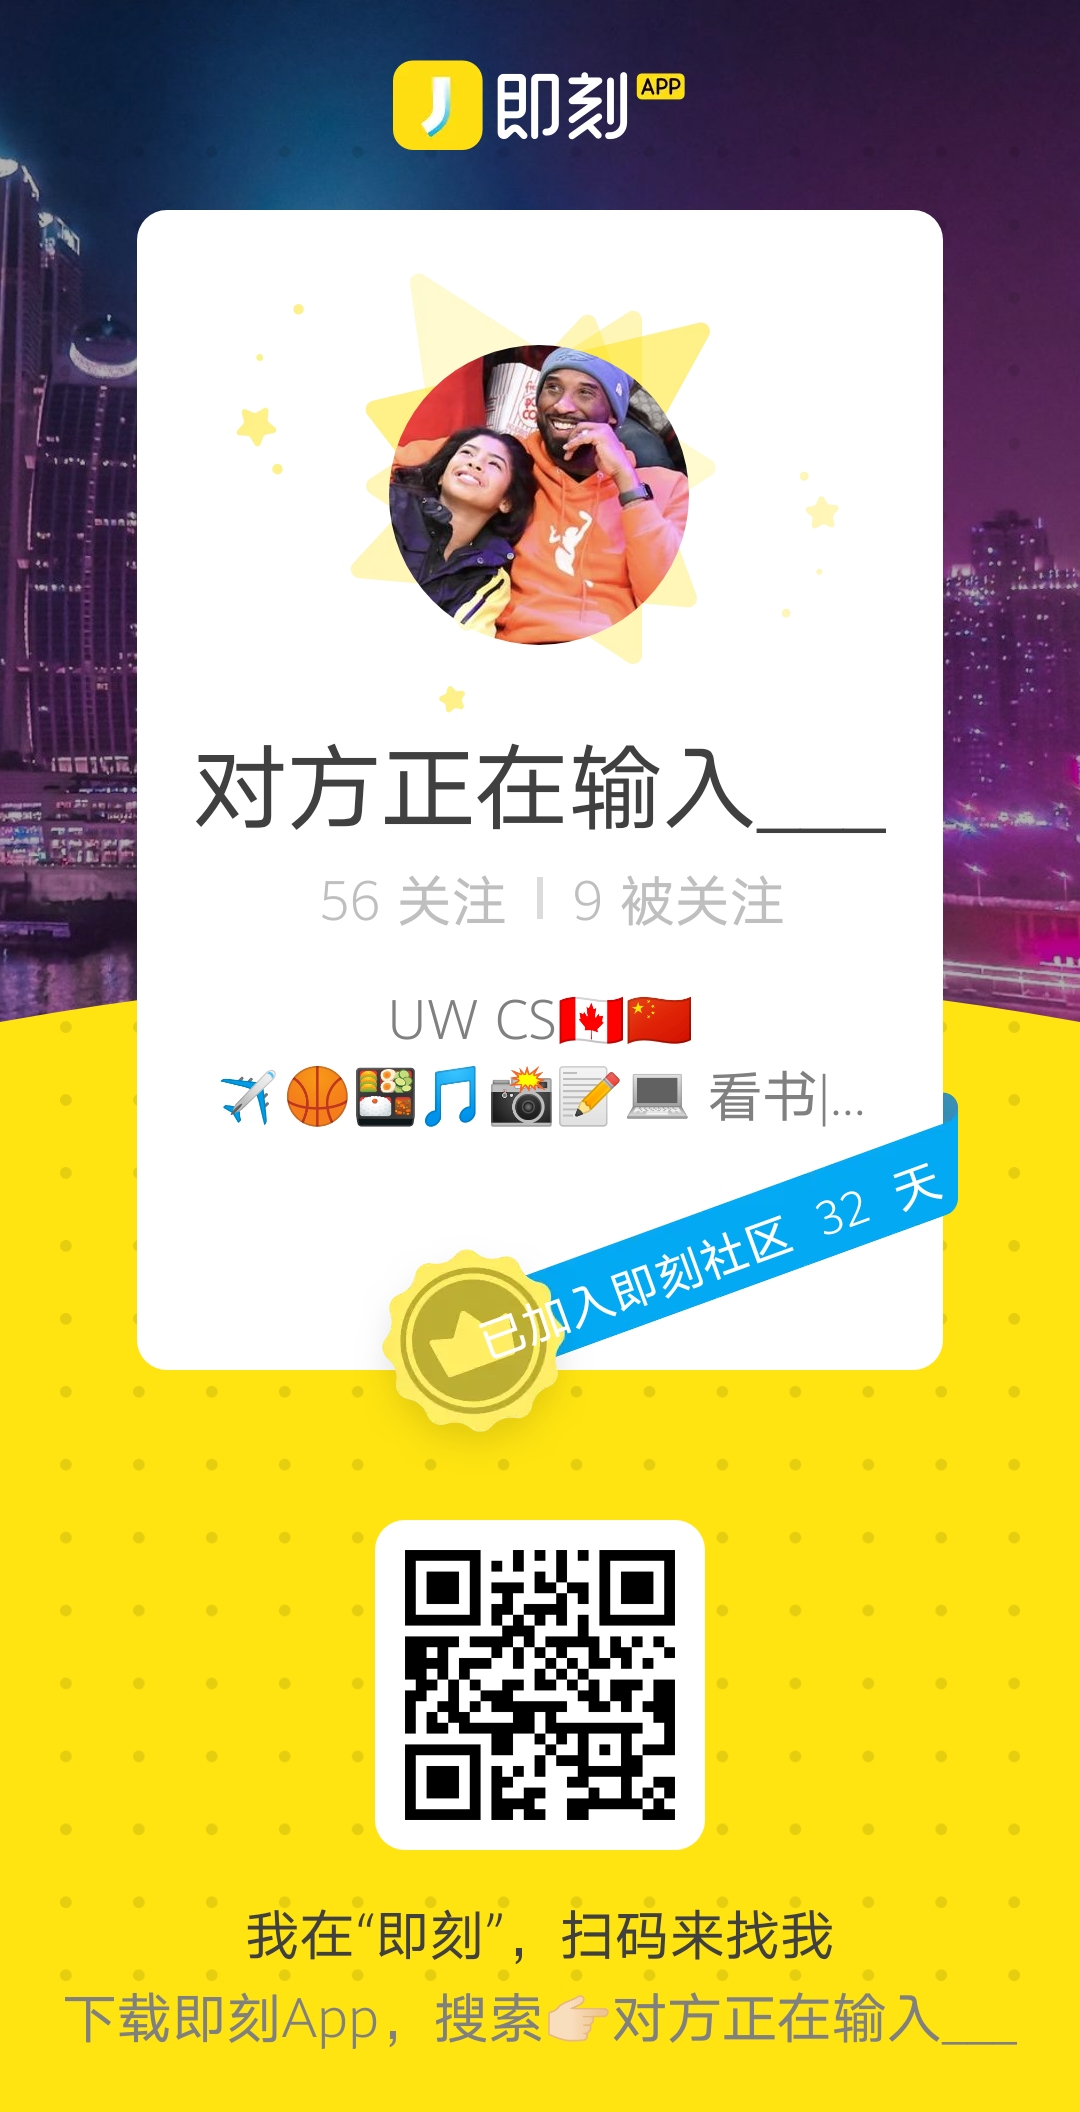 即刻 APP
对方正在输入___
56 关注 | 9 被关注
UW CS🇨🇦🇨🇳
✈️🏀🍱🎵📸📝💻 看书|...
已加入即刻社区 32 天
我在“即刻”，扫码来找我
下载即刻App，搜索👉🏻对方正在输入___